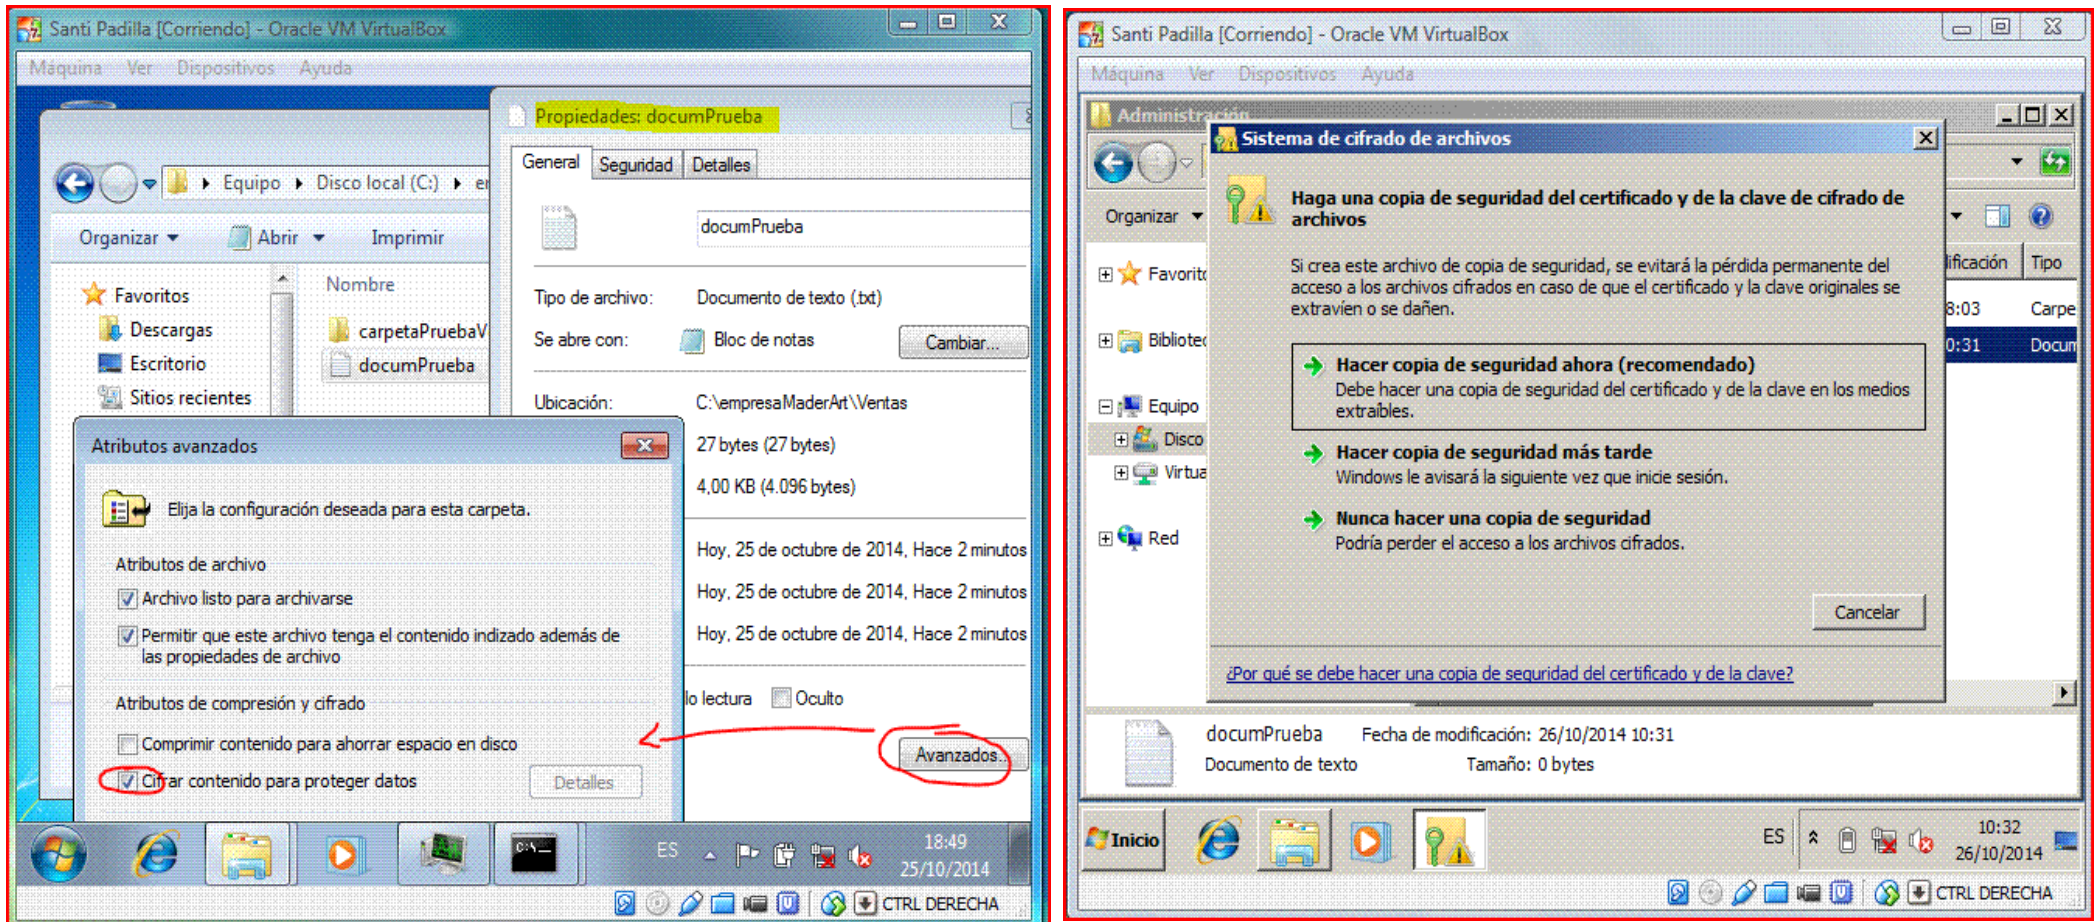 Santi Padilla [Corriendo] - Oracle VM VirtualBox
Máquina Ver Dispositivos Ayuda
Propiedades: documPrueba
General Seguridad Detalles
Equipo Disco local (C:)
Organizar Abrir Imprimir
documPrueba
Favoritos
Descargas
Escritorio
Sitios recientes
Nombre
carpetaPruebaV
documPrueba
Tipo de archivo: Documento de texto (.txt)
Se abre con: Bloc de notas Cambiar...
Ubicación: C:\empresaMaderArt\Ventas
27 bytes (27 bytes)
4,00 KB (4.096 bytes)
Hoy, 25 de octubre de 2014, Hace 2 minutos
Hoy, 25 de octubre de 2014, Hace 2 minutos
Hoy, 25 de octubre de 2014, Hace 2 minutos
lo lectura Oculto
Avanzados...
Atributos avanzados
Elija la configuración deseada para esta carpeta.
Atributos de archivo
Archivo listo para archivarse
Permitir que este archivo tenga el contenido indizado además de
las propiedades de archivo
Atributos de compresión y cifrado
Comprimir contenido para ahorrar espacio en disco
Cifrar contenido para proteger datos Detalles
C:\
ES 18:49
25/10/2014
CTRL DERECHA
Santi Padilla [Corriendo] - Oracle VM VirtualBox
Máquina Ver Dispositivos Ayuda
Administración
Sistema de cifrado de archivos
Organizar
Favorito
Bibliotec
Equipo
Disco
Virtua
Red
Haga una copia de seguridad del certificado y de la clave de cifrado de
archivos
Si crea este archivo de copia de seguridad, se evitará la pérdida permanente del
acceso a los archivos cifrados en caso de que el certificado y la clave originales se
extravíen o se dañen.
Hacer copia de seguridad ahora (recomendado)
Debe hacer una copia de seguridad del certificado y de la clave en los medios
extraíbles.
Hacer copia de seguridad más tarde
Windows le avisará la siguiente vez que inicie sesión.
Nunca hacer una copia de seguridad
Podría perder el acceso a los archivos cifrados.
Cancelar
¿Por qué se debe hacer una copia de seguridad del certificado y de la clave?
ificación Tipo
8:03 Carpe
0:31 Docum
documPrueba Fecha de modificación: 26/10/2014 10:31
Documento de texto Tamaño: 0 bytes
Inicio
ES 10:32
26/10/2014
CTRL DERECHA